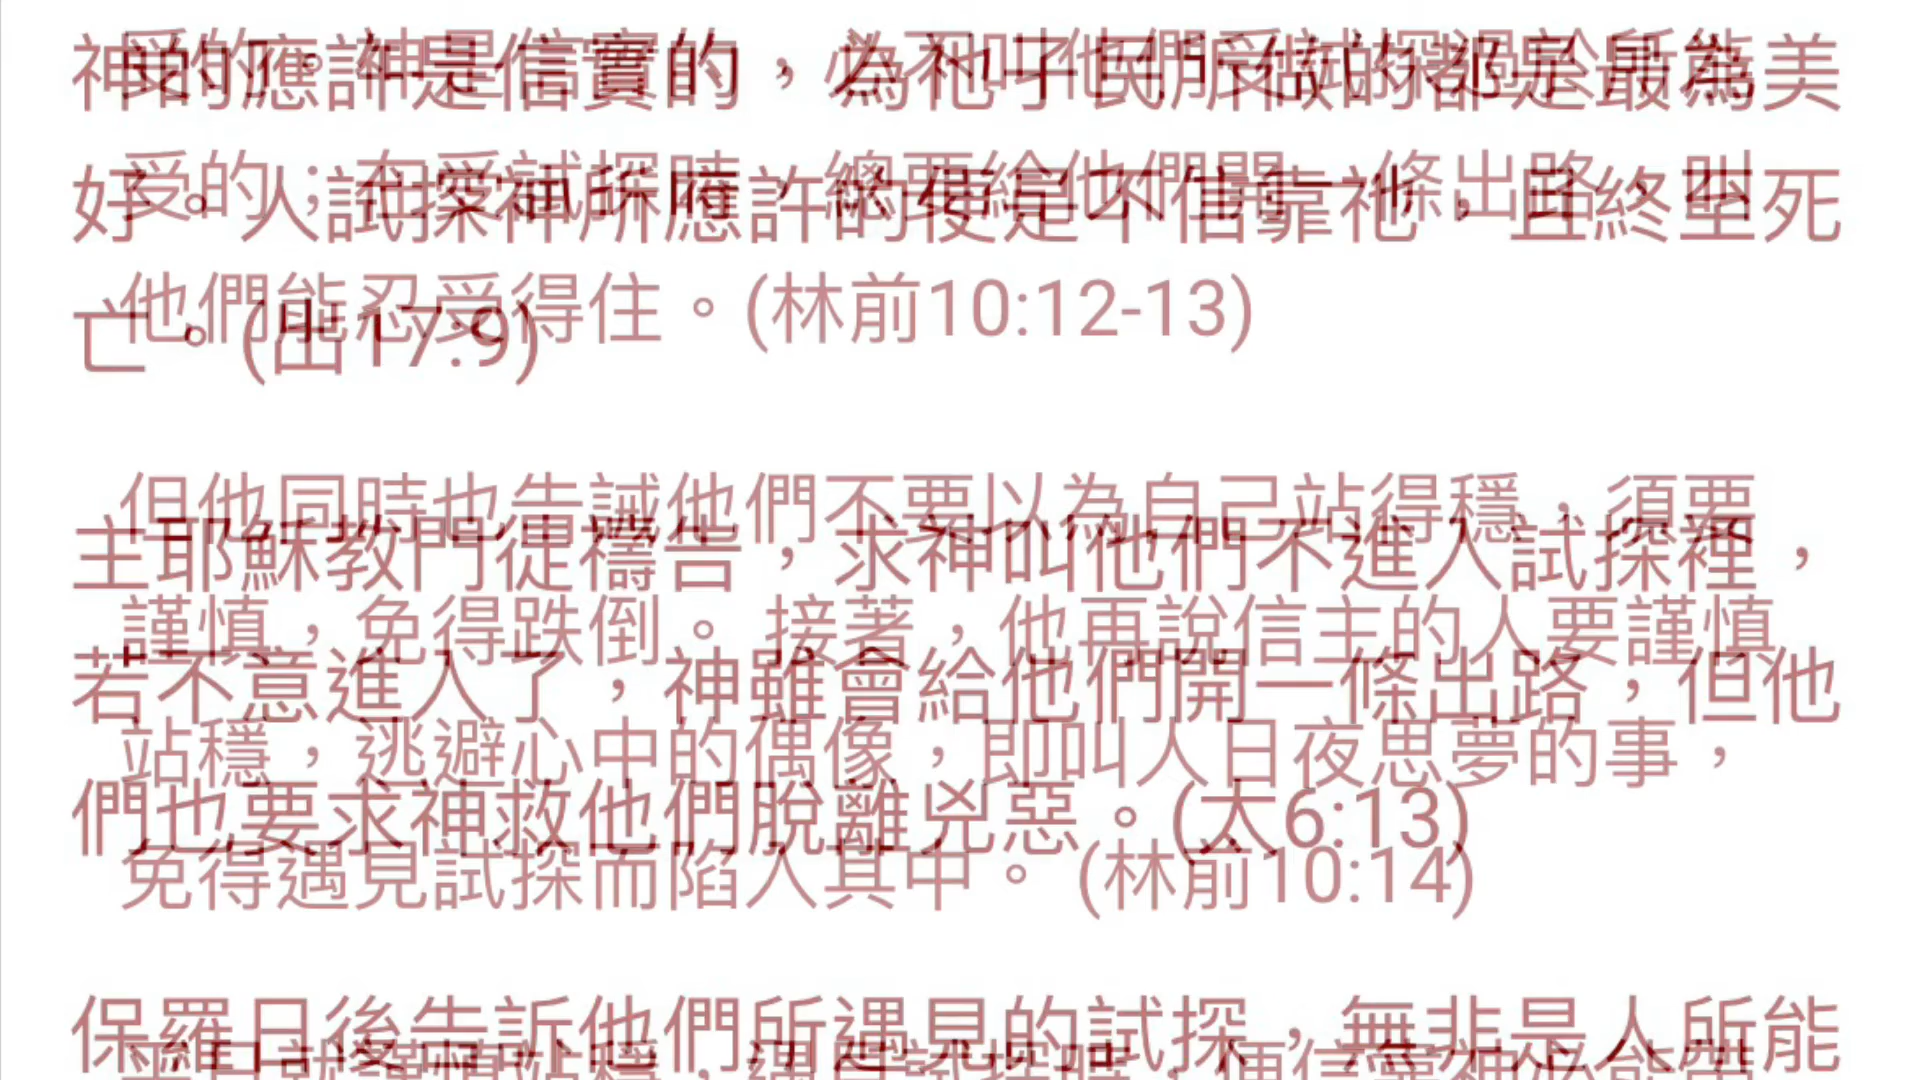 神的應許是信實的，為祂子民所做的都是最為美
好。人試探神所應許的便是不信靠祂，且終至死
亡。(出17:9)
主耶穌教門徒禱告，求神叫他們不進入試探裡，
若不意進入了，神雖會給他們開一條出路，但他
們也要求神救他們脫離兇惡。(太6:13)
保羅日後告訴他們所遇見的試探，無非是人所能
受的。神是信實的，必不叫他們受試探過於所能
受的；在受試探時，總要給他們開一條出路，叫
他們能忍受得住。(林前10:12-13)
但他同時也告誡他們不要以為自己站得穩，須要
謹慎，免得跌倒。接著，他再說信主的人要謹慎
站穩，逃避心中的偶像，即叫人日夜思夢的事，
免得遇見試探而陷入其中。 (林前10:14)